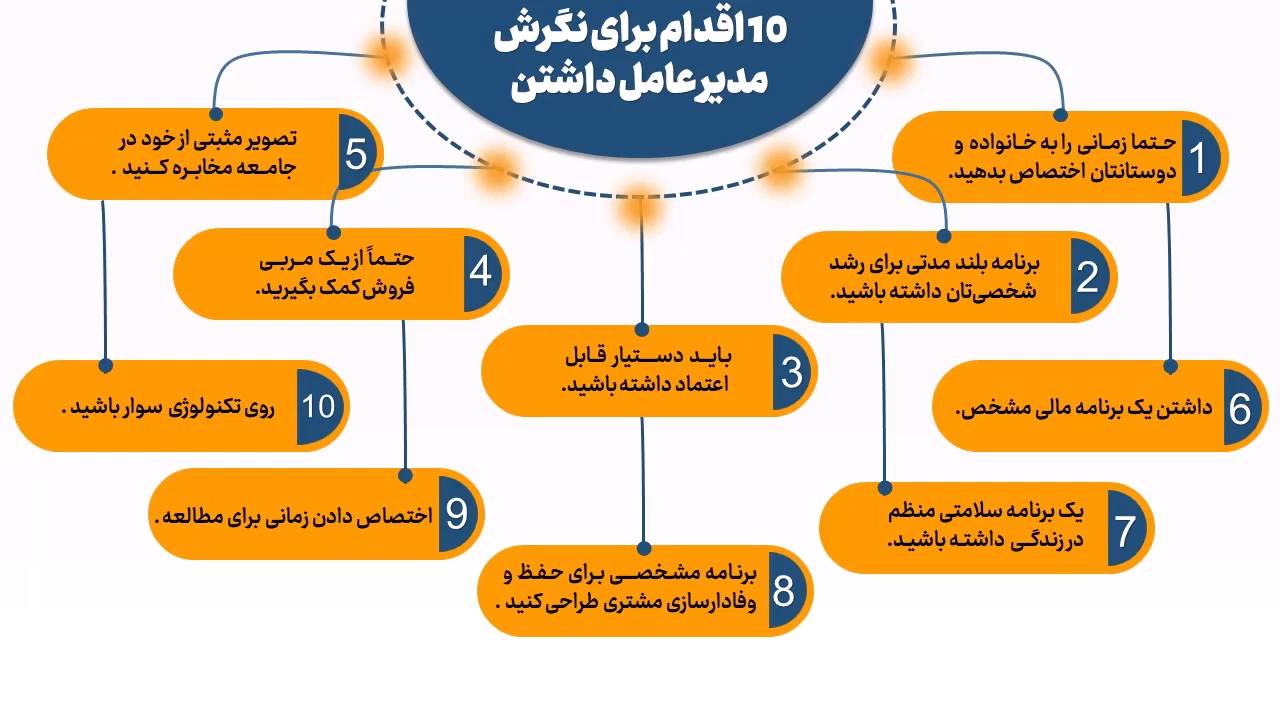 10 اقدام برای نگرش
مدیر عامل داشتن
1
حتما زمانی را به خانواده و
دوستانتان اختصاص بدهید.
2
برنامه بلند مدتی برای رشد
شخصی‌تان داشته باشید.
3
باید دستیار قابل
اعتماد داشته باشید.
4
حتماً از یک مربی
فروش کمک بگیرید.
5
تصویر مثبتی از خود در
جامعه مخابره کنید .
6
داشتن یک برنامه مالی مشخص.
7
یک برنامه سلامتی منظم
در زندگی داشته باشید.
8
برنامه مشخصی برای حفظ و
وفادارسازی مشتری طراحی کنید .
9
اختصاص دادن زمانی برای مطالعه .
10
روی تکنولوژی سوار باشید .